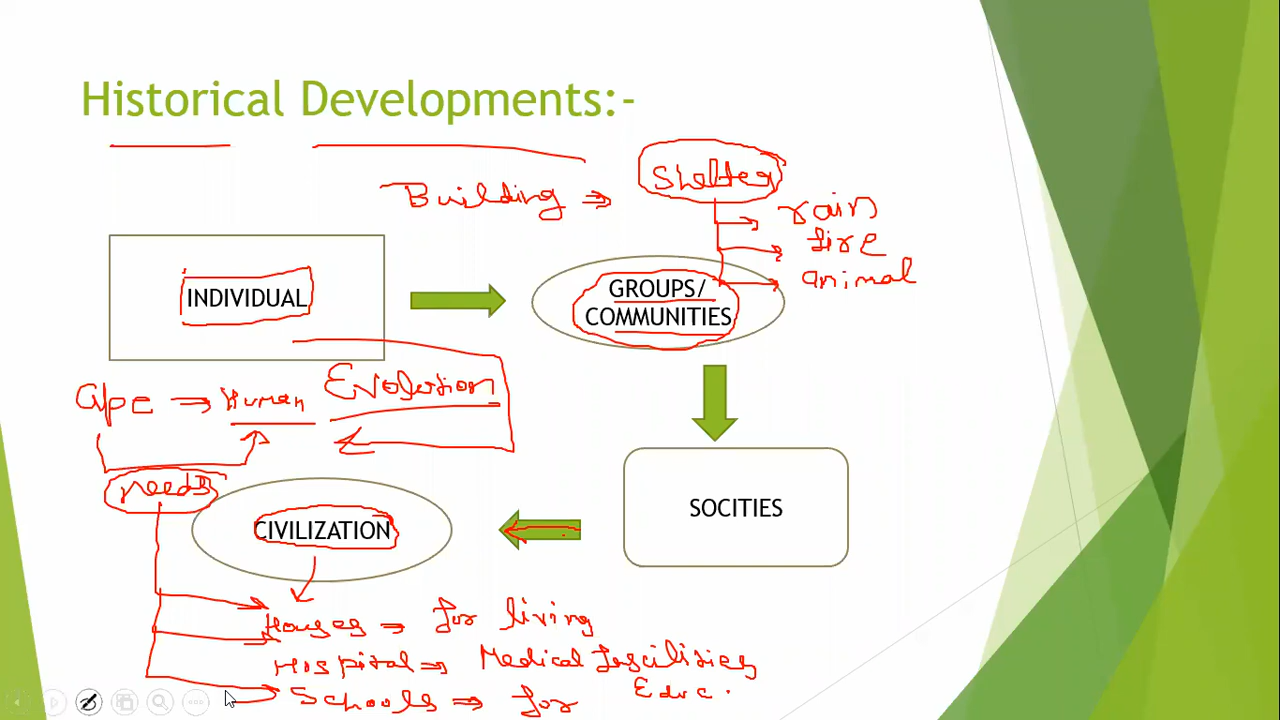 Historical Developments:-
Building ⇒ Shelter
rain
fire
animal
INDIVIDUAL
GROUPS/
COMMUNITIES
Ape ⇒ Human Evolution
needs
SOCITIES
CIVILIZATION
Houses ⇒ for living
Hospital ⇒ Medical fascilities
Schools ⇒ for Educ.